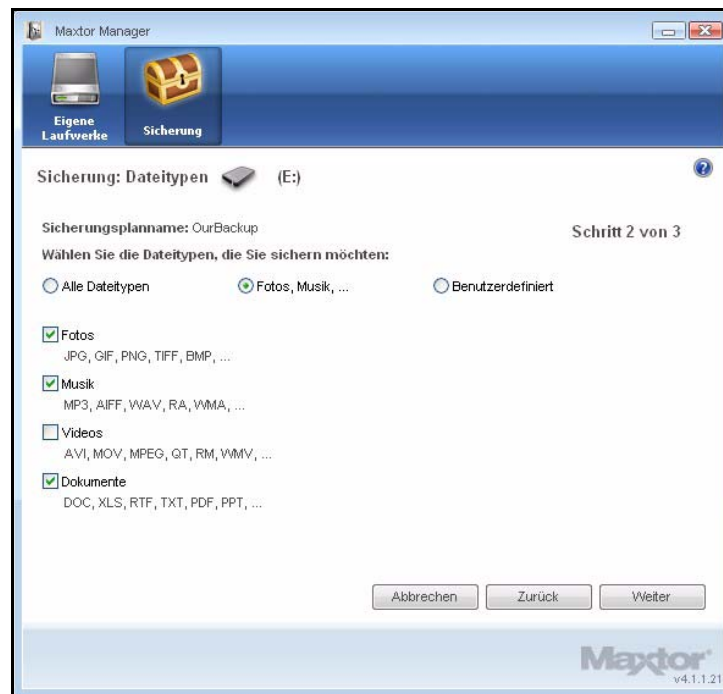 Maxtor Manager
Eigene
Laufwerke
Sicherung
Sicherung: Dateitypen (E:)
Sicherungsplanname: OurBackup
Schritt 2 von 3
Wählen Sie die Dateitypen, die Sie sichern möchten:
Alle Dateitypen Fotos, Musik, ... Benutzerdefiniert
Fotos
JPG, GIF, PNG, TIFF, BMP, ...
Musik
MP3, AIFF, WAV, RA, WMA, ...
Videos
AVI, MOV, MPEG, QT, RM, WMV, ...
Dokumente
DOC, XLS, RTF, TXT, PDF, PPT, ...
Abbrechen Zurück Weiter
Maxtor
v4.1.1.21